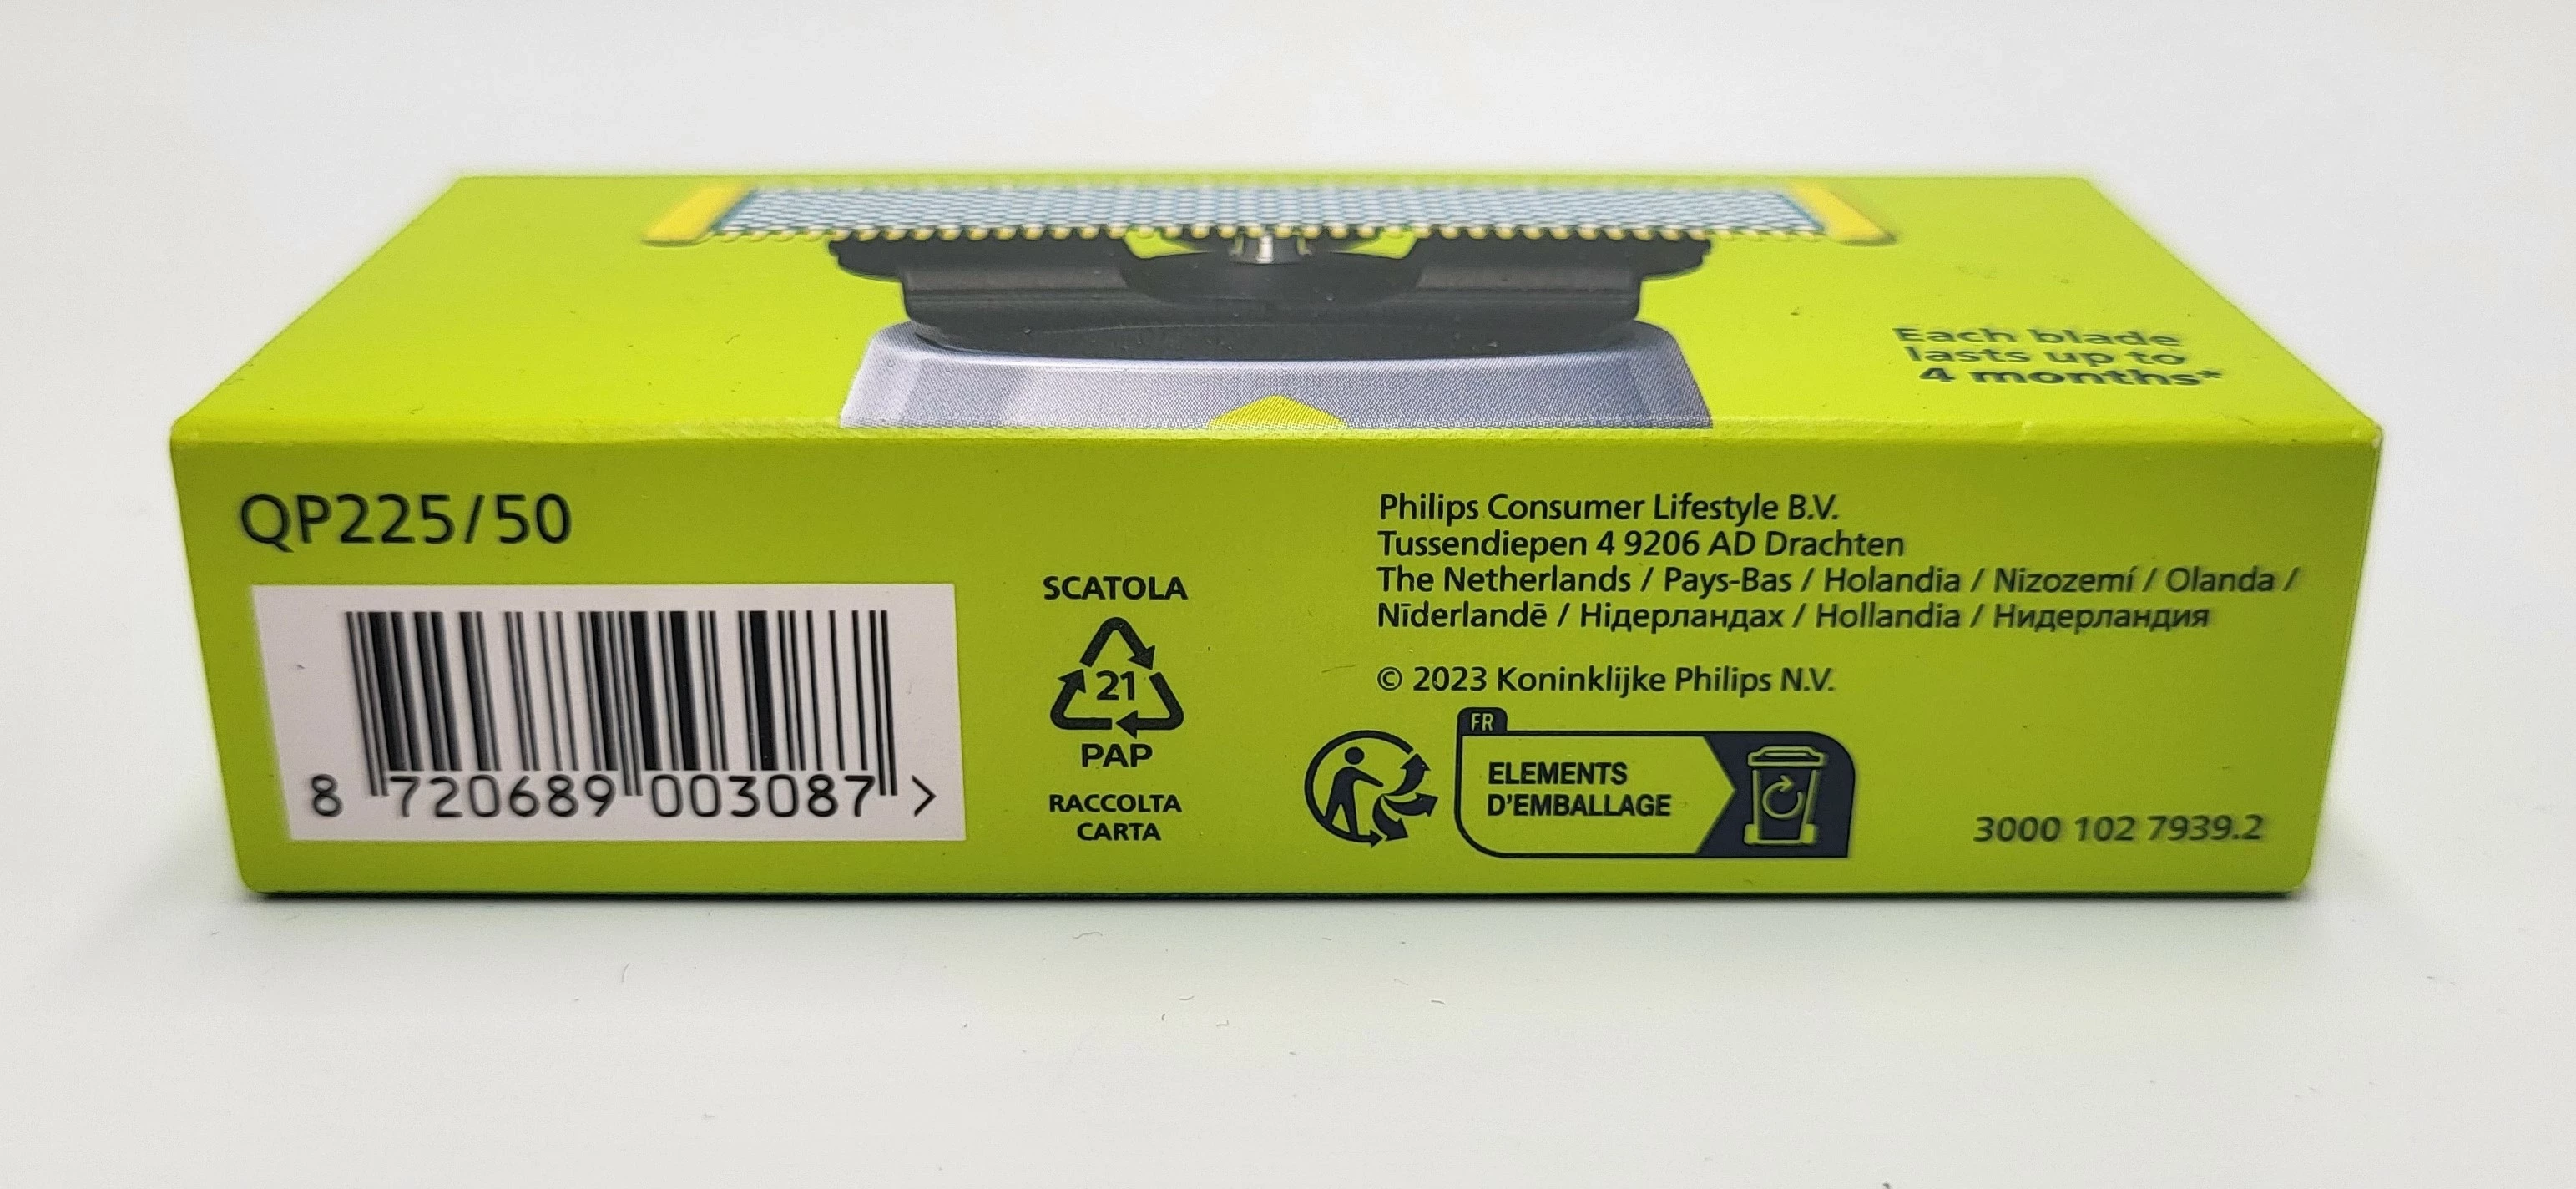 Each blade
lasts up to
4 months*
QP225/50
8 720689 003087 >
SCATOLA
21
PAP
RACCOLTA
CARTA
Philips Consumer Lifestyle B.V.
Tussendiepen 4 9206 AD Drachten
The Netherlands / Pays-Bas / Holandia / Nizozemí / Olanda /
Nīderlandē / Нідерландах / Hollandia / Нидерландия
© 2023 Koninklijke Philips N.V.
FR
ELEMENTS
D'EMBALLAGE
3000 102 7939.2